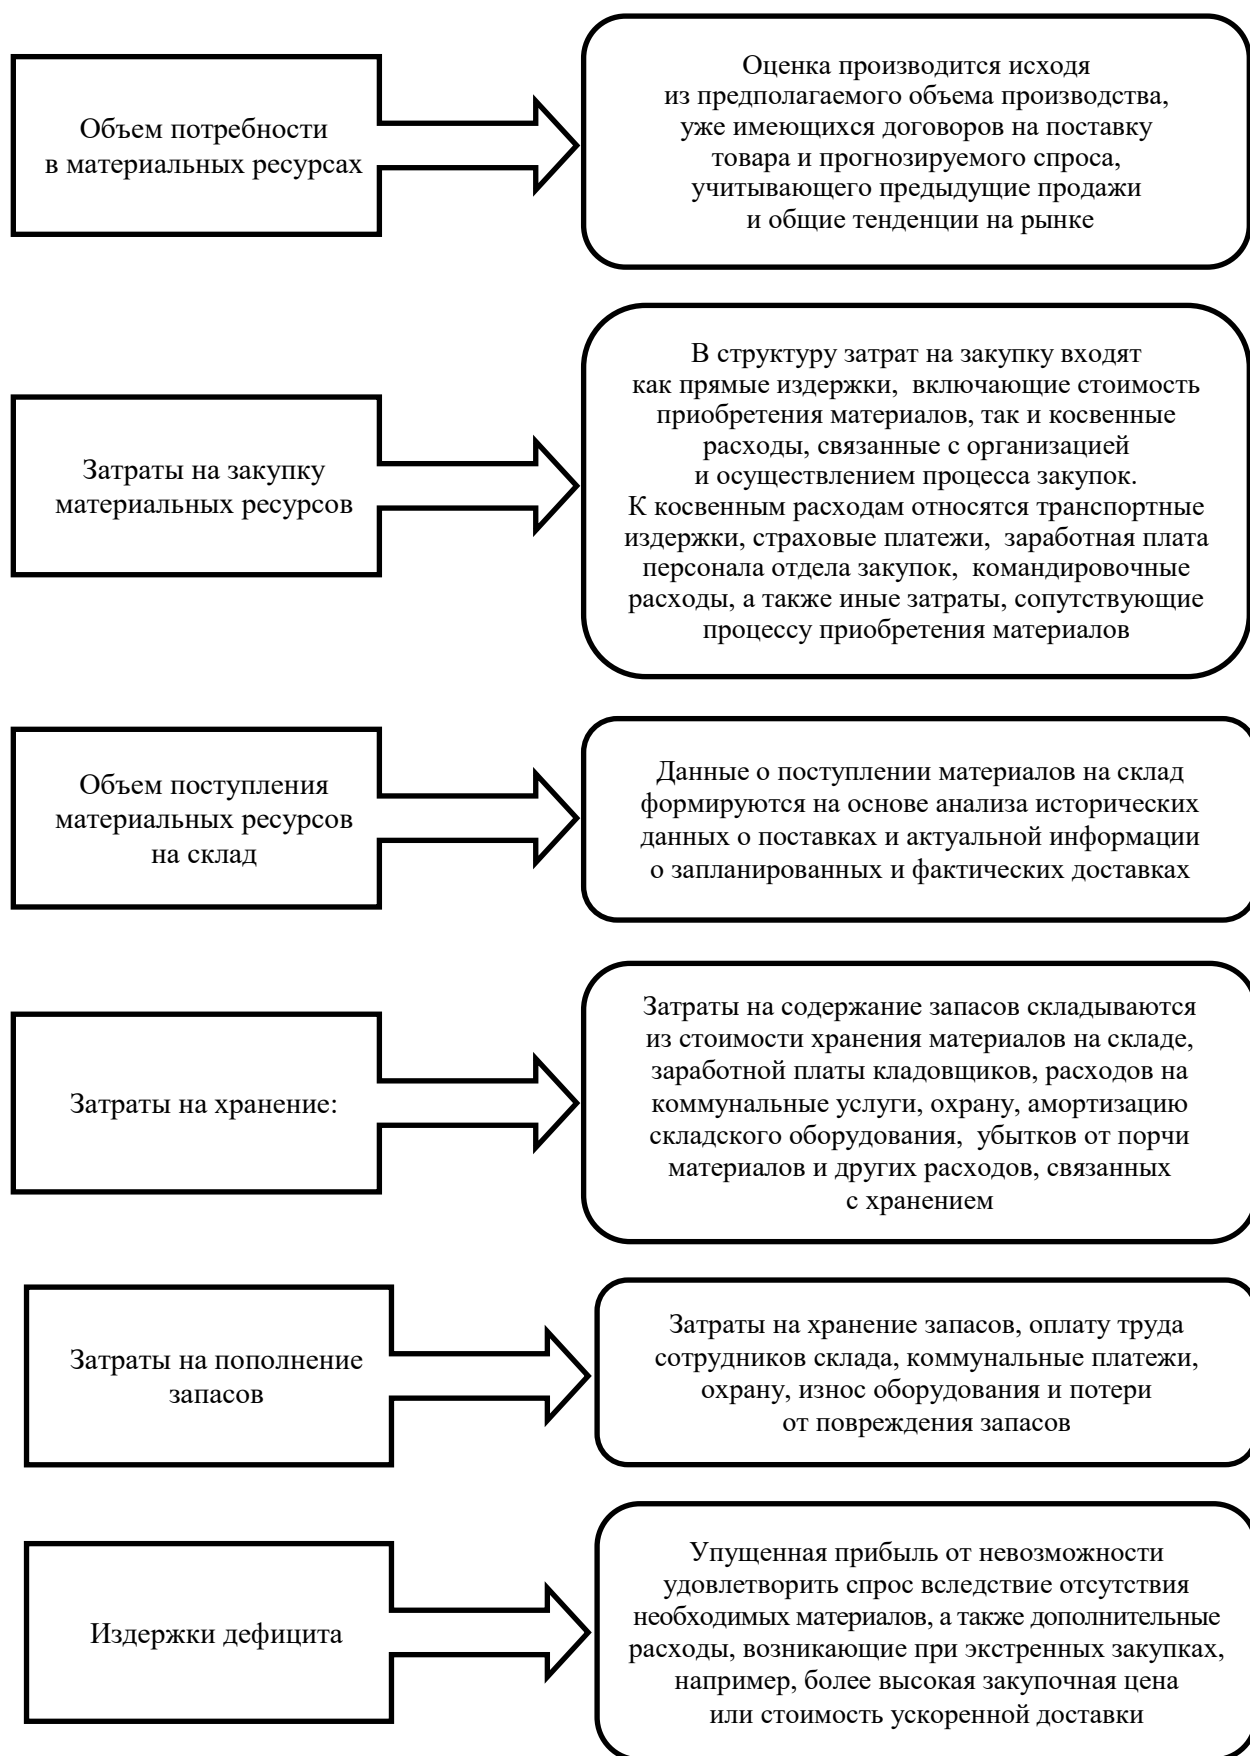 Объем потребности
в материальных ресурсах
Оценка производится исходя
из предполагаемого объема производства,
уже имеющихся договоров на поставку
товара и прогнозируемого спроса,
учитывающего предыдущие продажи
и общие тенденции на рынке
Затраты на закупку
материальных ресурсов
В структуру затрат на закупку входят
как прямые издержки, включающие стоимость
приобретения материалов, так и косвенные
расходы, связанные с организацией
и осуществлением процесса закупок.
К косвенным расходам относятся транспортные
издержки, страховые платежи, заработная плата
персонала отдела закупок, командировочные
расходы, а также иные затраты, сопутствующие
процессу приобретения материалов
Объем поступления
материальных ресурсов
на склад
Данные о поступлении материалов на склад
формируются на основе анализа исторических
данных о поставках и актуальной информации
о запланированных и фактических доставках
Затраты на хранение:
Затраты на содержание запасов складываются
из стоимости хранения материалов на складе,
заработной платы кладовщиков, расходов на
коммунальные услуги, охрану, амортизацию
складского оборудования, убытков от порчи
материалов и других расходов, связанных
с хранением
Затраты на пополнение
запасов
Затраты на хранение запасов, оплату труда
сотрудников склада, коммунальные платежи,
охрану, износ оборудования и потери
от повреждения запасов
Издержки дефицита
Упущенная прибыль от невозможности
удовлетворить спрос вследствие отсутствия
необходимых материалов, а также дополнительные
расходы, возникающие при экстренных закупках,
например, более высокая закупочная цена
или стоимость ускоренной доставки